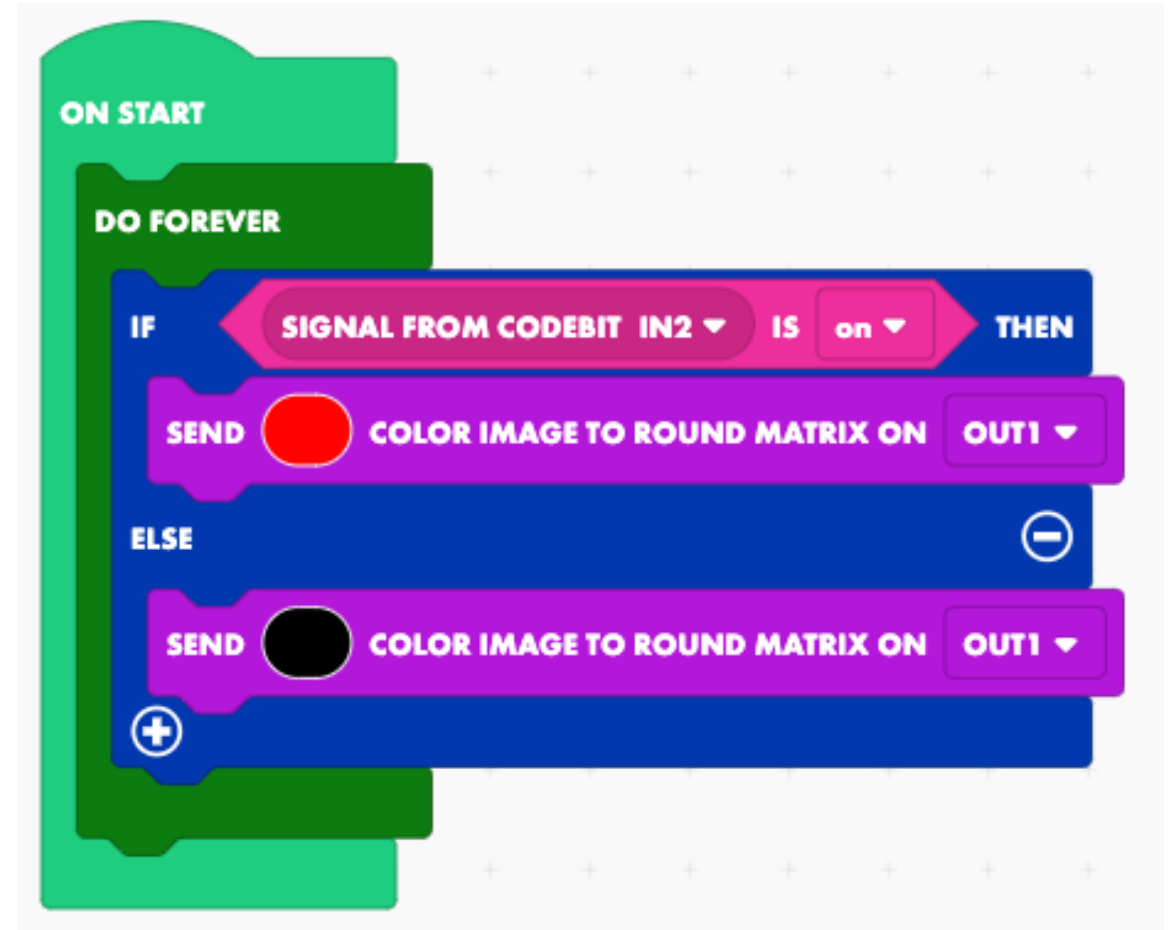 ON START
DO FOREVER
IF SIGNAL FROM CODEBIT IN2 IS on THEN
SEND COLOR IMAGE TO ROUND MATRIX ON OUT1
ELSE
SEND COLOR IMAGE TO ROUND MATRIX ON OUT1